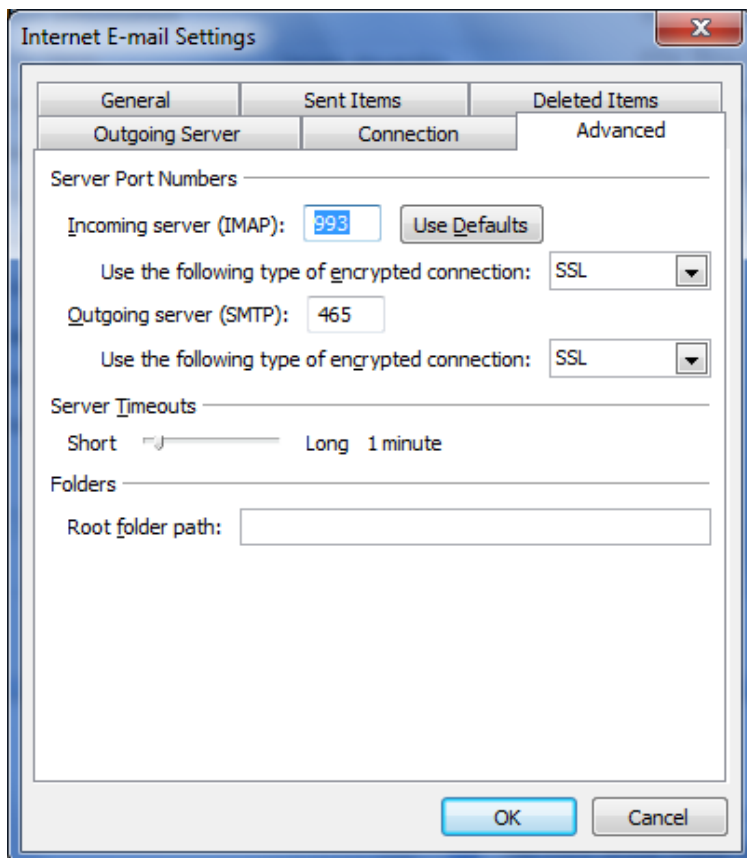 Internet E-mail Settings
x
General Sent Items Deleted Items
Outgoing Server Connection Advanced
Server Port Numbers
Incoming server (IMAP): 993 Use Defaults
Use the following type of encrypted connection: SSL
Outgoing server (SMTP): 465
Use the following type of encrypted connection: SSL
Server Timeouts
Short Long 1 minute
Folders
Root folder path:
OK Cancel